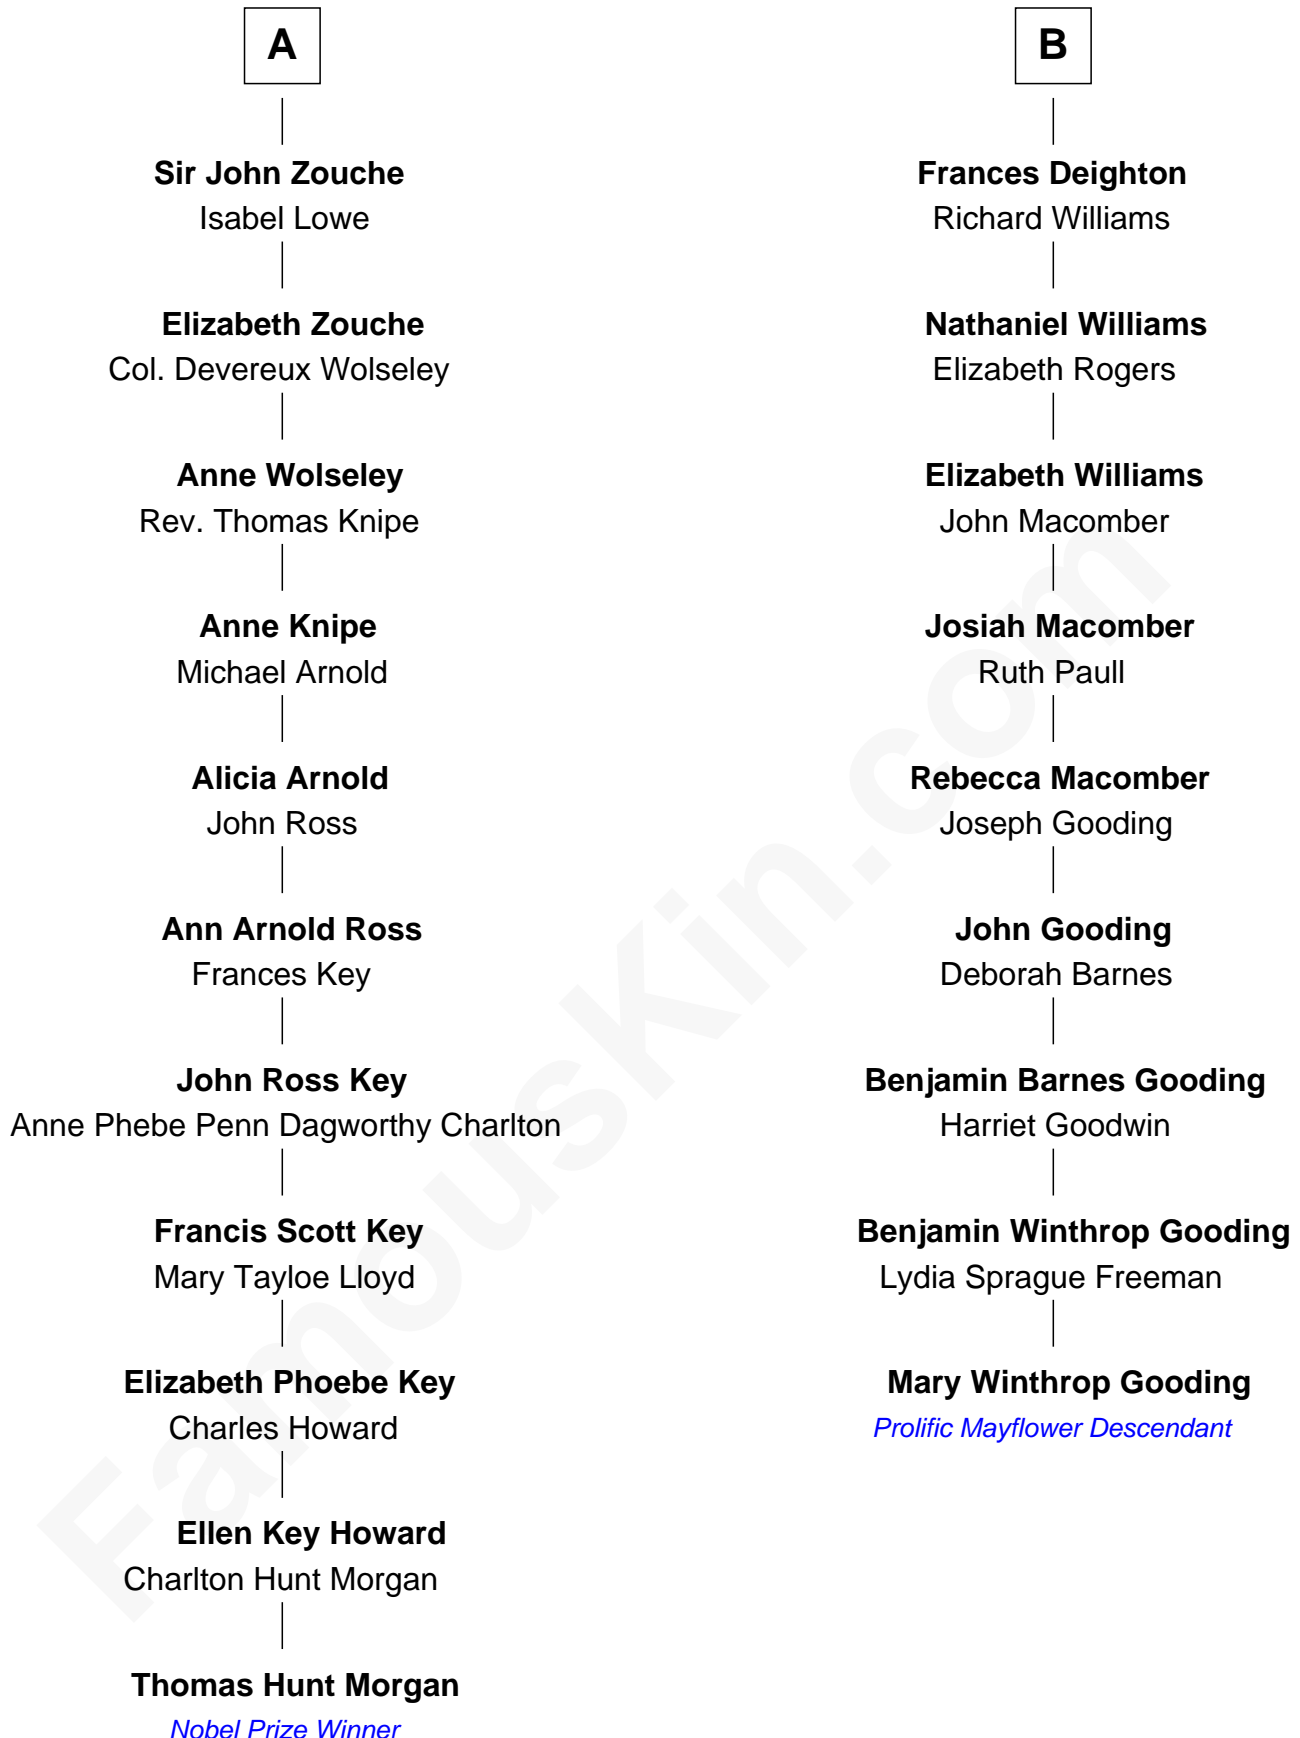 A
Sir John Zouche
Isabel Lowe
Elizabeth Zouche
Col. Devereux Wolseley
Anne Wolseley
Rev. Thomas Knipe
Anne Knipe
Michael Arnold
Alicia Arnold
John Ross
Ann Arnold Ross
Frances Key
John Ross Key
Anne Phebe Penn Dagworthy Charlton
Francis Scott Key
Mary Tayloe Lloyd
Elizabeth Phoebe Key
Charles Howard
Ellen Key Howard
Charlton Hunt Morgan
Thomas Hunt Morgan
Nobel Prize Winner
B
Frances Deighton
Richard Williams
Nathaniel Williams
Elizabeth Rogers
Elizabeth Williams
John Macomber
Josiah Macomber
Ruth Paull
Rebecca Macomber
Joseph Gooding
John Gooding
Deborah Barnes
Benjamin Barnes Gooding
Harriet Goodwin
Benjamin Winthrop Gooding
Lydia Sprague Freeman
Mary Winthrop Gooding
Prolific Mayflower Descendant
FamousKin.com